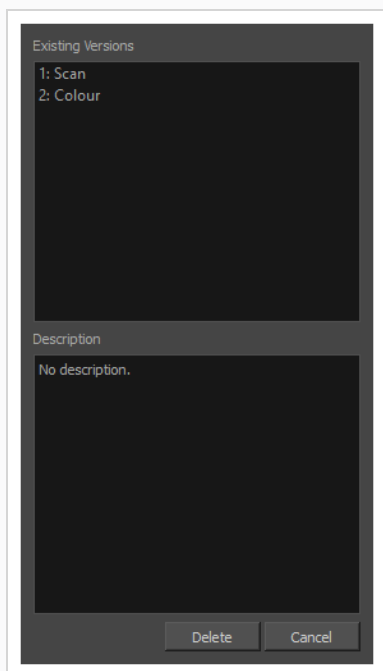 Existing Versions
1: Scan
2: Colour
Description
No description.
Delete
Cancel